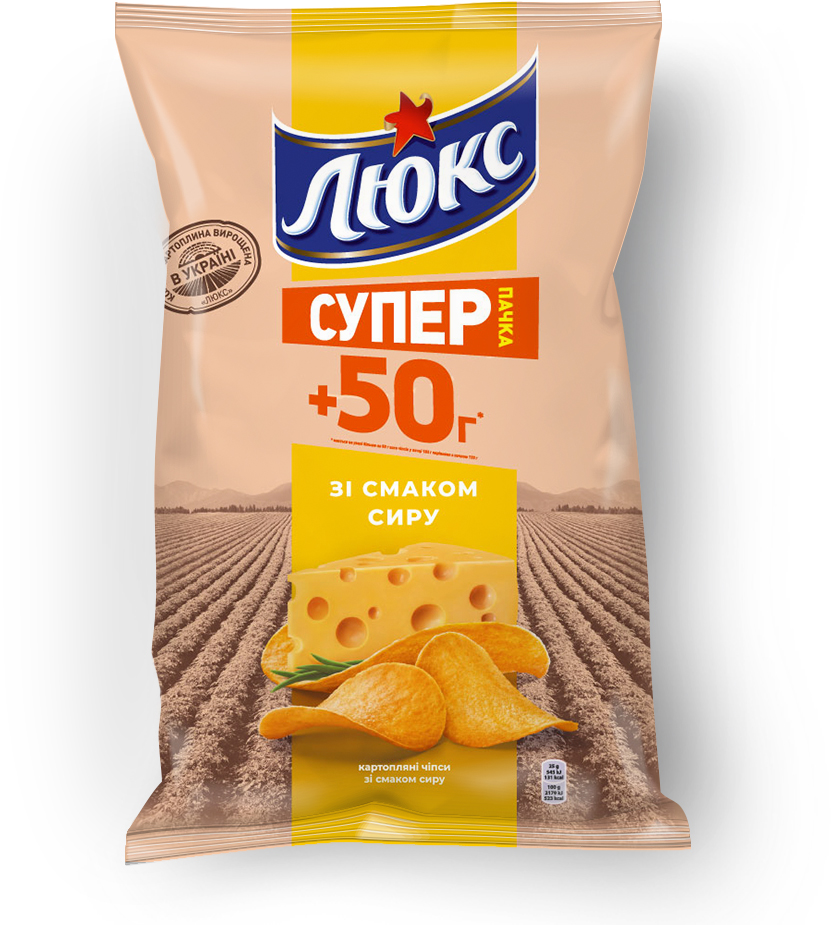 Люкс
КАРТОПЛИНА ВИРОЩЕНА
В УКРАЇНІ
«ЛЮКС»
СУПЕР
ПАЧКА
+50г*
ЗІ СМАКОМ
СИРУ
картопляні чіпси
зі смаком сиру
25 g
543 kJ
131 kcal
100 g
2179 kJ
523 kcal